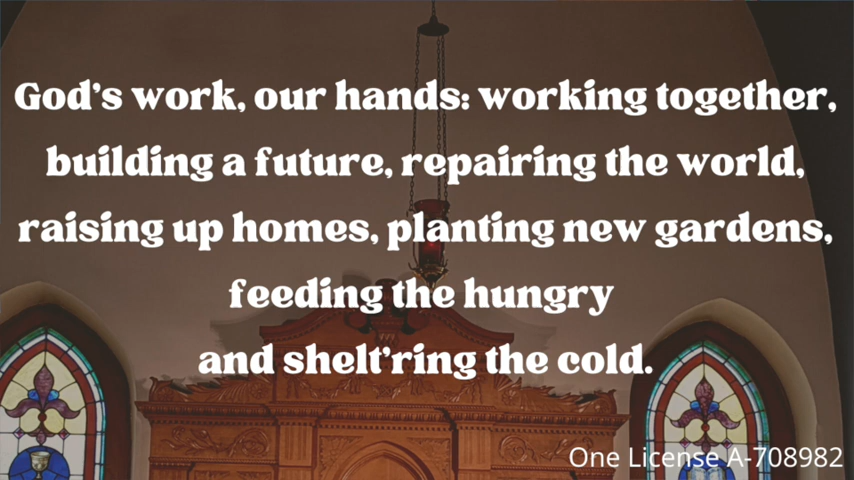 God's work, our hands: working together,
building a future, repairing the world,
raising up homes, planting new gardens,
feeding the hungry
and shelt'ring the cold.
One License A-708982